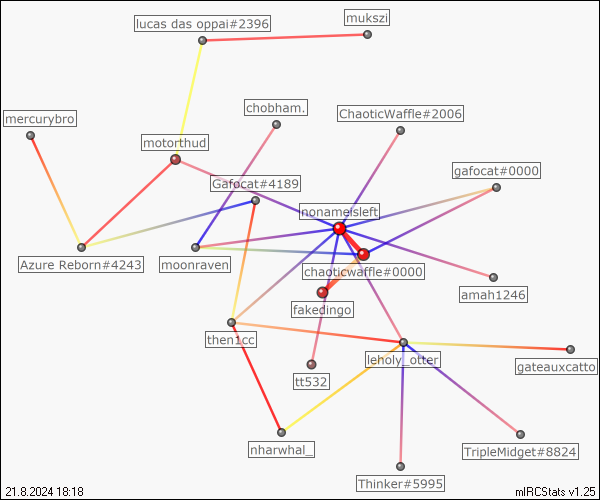 lucas das oppai#2396
mukszi
mercurybro
chobham.
ChaoticWaffle#2006
motorthud
gafocat#0000
Gafocat#4189
nonameisleft
Azure Reborn#4243
moonraven
chaoticwaffle#0000
amah1246
fakedingo
then1cc
leholy_otter
gateauxcatto
tt532
nharwhal_
TripleMidget#8824
Thinker#5995
21.8.2024 18:18
mIRCStats v1.25